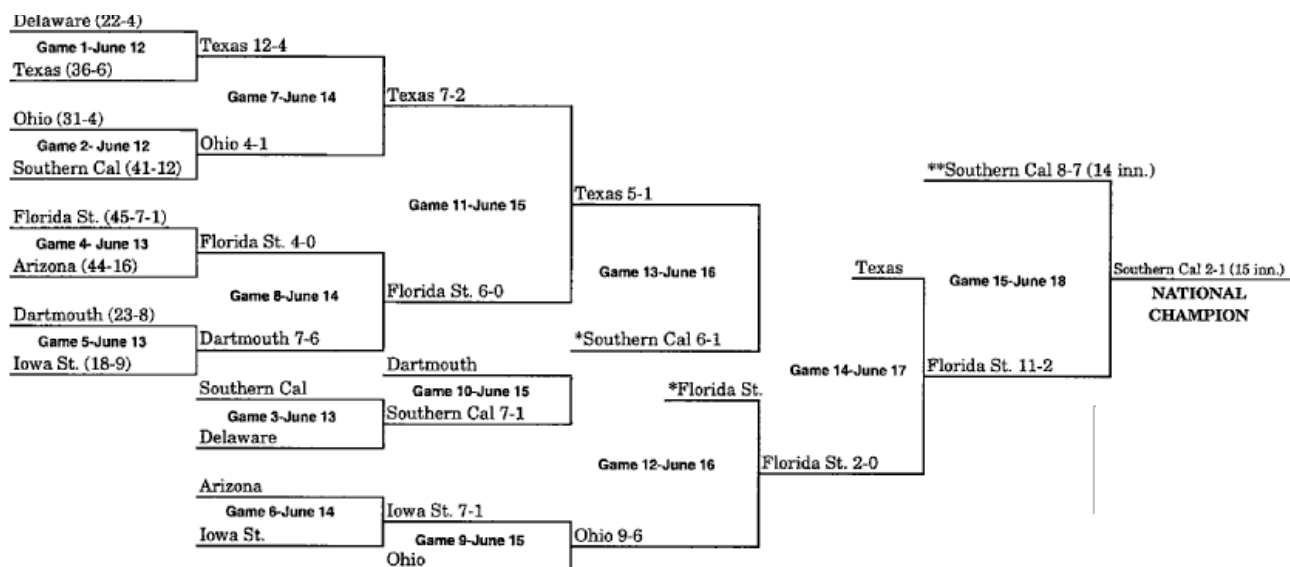 Delaware (22-4)
Game 1-June 12
Texas (36-6)
Texas 12-4
Game 7-June 14
Texas 7-2
Ohio (31-4)
Game 2- June 12
Southern Cal (41-12)
Ohio 4-1
Game 11-June 15
Texas 5-1
Florida St. (45-7-1)
Game 4- June 13
Arizona (44-16)
Florida St. 4-0
Game 8-June 14
Florida St. 6-0
Dartmouth (23-8)
Game 5-June 13
Iowa St. (18-9)
Dartmouth 7-6
Game 13-June 16
*Southern Cal 6-1
Dartmouth
Game 10-June 15
Southern Cal 7-1
Southern Cal
Game 3-June 13
Delaware
Arizona
Game 6-June 14
Iowa St.
Iowa St. 7-1
Game 9-June 15
Ohio
Ohio 9-6
*Florida St.
Game 12-June 16
Florida St. 2-0
Texas
Game 14-June 17
Florida St. 11-2
**Southern Cal 8-7 (14 inn.)
Game 15-June 18
Southern Cal 2-1 (15 inn.)
NATIONAL
CHAMPION